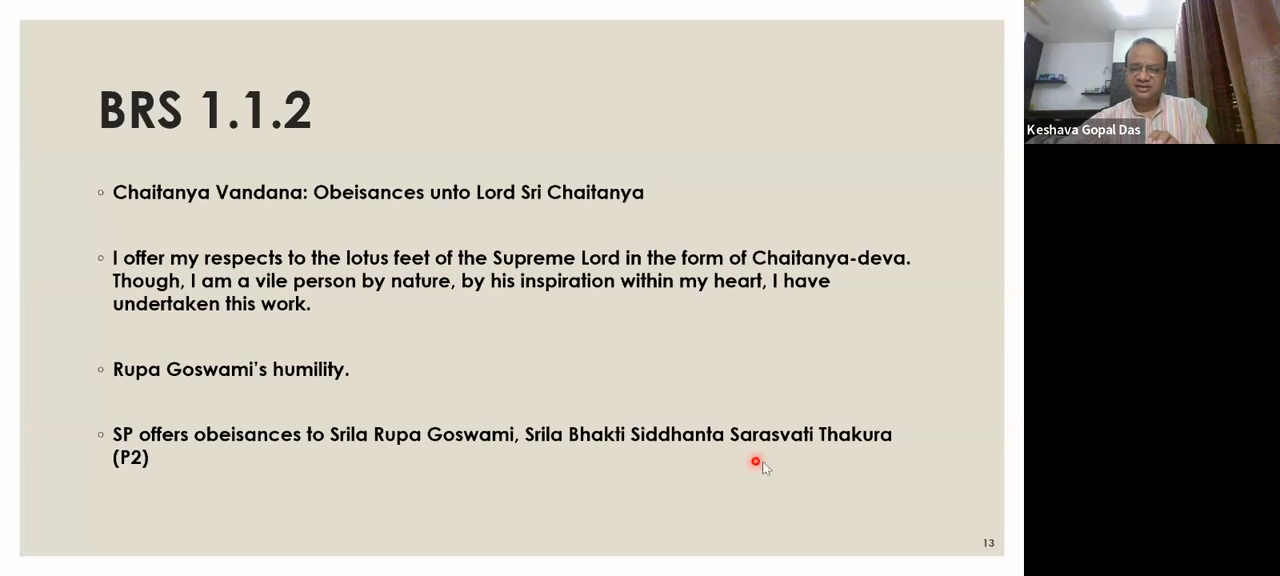 BRS 1.1.2
Chaitanya Vandana: Obeisances unto Lord Sri Chaitanya
I offer my respects to the lotus feet of the Supreme Lord in the form of Chaitanya-deva.
Though, I am a vile person by nature, by his inspiration within my heart, I have
undertaken this work.
Rupa Goswami's humility.
SP offers obeisances to Srila Rupa Goswami, Srila Bhakti Siddhanta Sarasvati Thakura
(P2)
13
Keshava Gopal Das